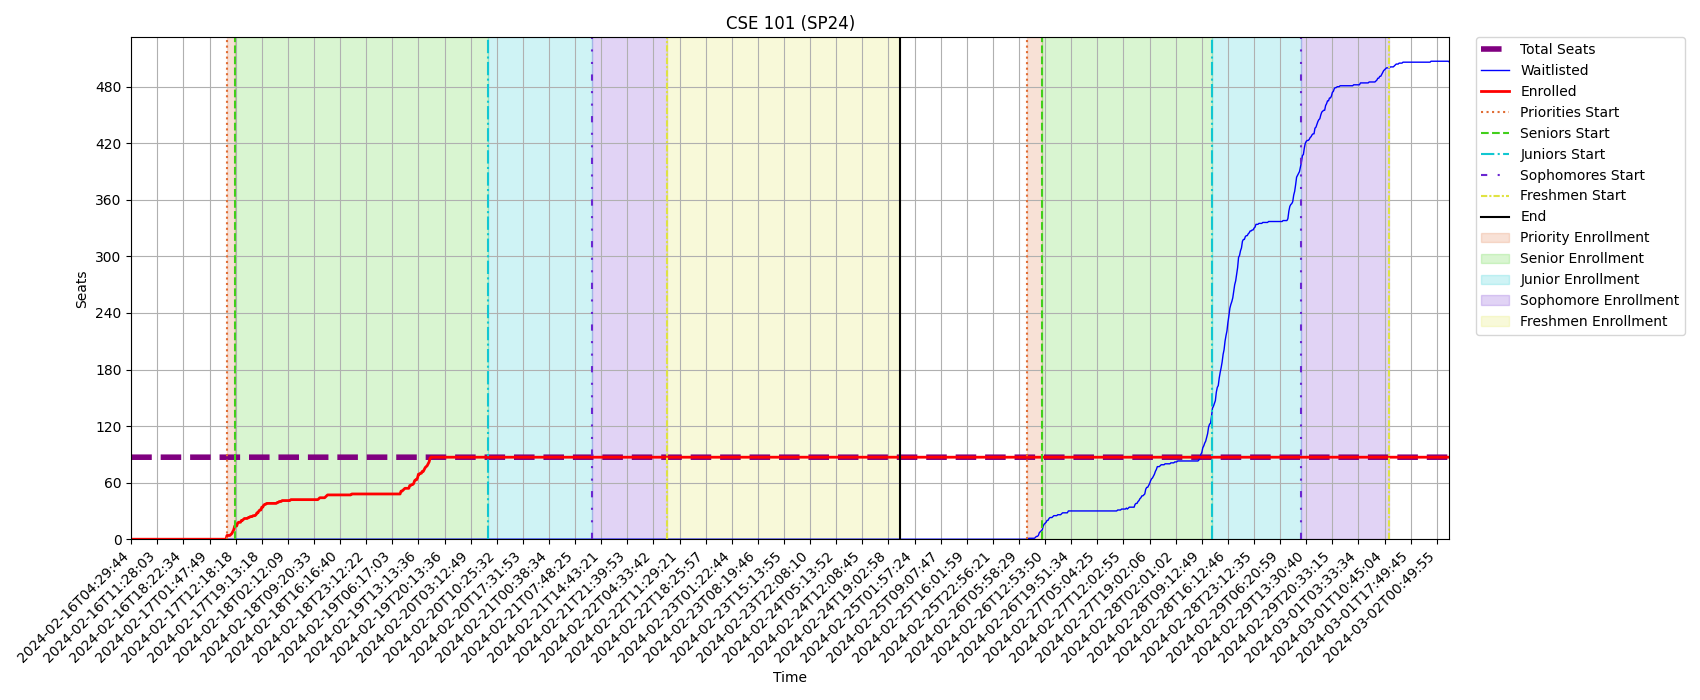 CSE 101 (SP24)
Seats
480
420
360
300
240
180
120
60
0
2024-02-16T04:29:44
2024-02-16T11:28:03
2024-02-16T18:22:34
2024-02-17T01:47:49
2024-02-17T12:18:18
2024-02-17T19:13:18
2024-02-18T02:12:09
2024-02-18T09:20:33
2024-02-18T16:16:40
2024-02-18T23:12:22
2024-02-19T06:17:03
2024-02-19T13:13:36
2024-02-19T20:13:36
2024-02-20T03:12:49
2024-02-20T10:25:32
2024-02-20T17:31:53
2024-02-21T00:38:34
2024-02-21T07:48:25
2024-02-21T14:43:21
2024-02-21T21:39:53
2024-02-22T04:33:42
2024-02-22T11:29:21
2024-02-22T18:25:57
2024-02-23T01:22:44
2024-02-23T08:19:46
2024-02-23T15:13:55
2024-02-23T22:08:10
2024-02-24T05:13:52
2024-02-24T12:08:45
2024-02-24T19:02:58
2024-02-25T01:57:24
2024-02-25T09:07:47
2024-02-25T16:01:59
2024-02-25T22:56:21
2024-02-26T05:58:29
2024-02-26T12:53:50
2024-02-26T19:51:34
2024-02-27T05:04:25
2024-02-27T12:02:55
2024-02-27T19:02:06
2024-02-28T02:01:02
2024-02-28T09:12:49
2024-02-28T16:12:46
2024-02-28T23:12:35
2024-02-29T06:20:59
2024-02-29T13:30:40
2024-02-29T20:33:15
2024-03-01T03:33:34
2024-03-01T10:45:04
2024-03-01T17:49:45
2024-03-02T00:49:55
Time
Total Seats
Waitlisted
Enrolled
Priorities Start
Seniors Start
Juniors Start
Sophomores Start
Freshmen Start
End
Priority Enrollment
Senior Enrollment
Junior Enrollment
Sophomore Enrollment
Freshmen Enrollment